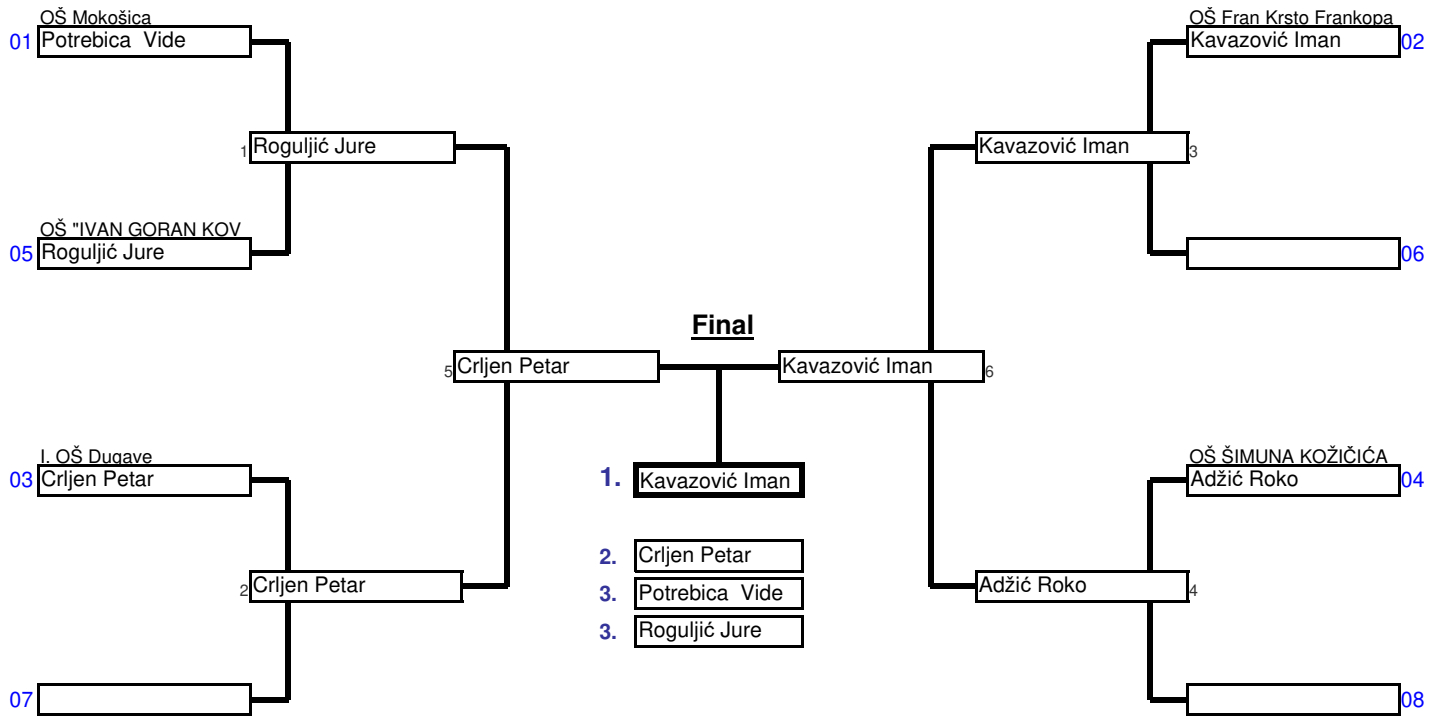 OŠ Mokošica
01 Potrebica  Vide
1 Roguljić Jure
OŠ "IVAN GORAN KOV
05 Roguljić Jure
5 Crljen Petar
I. OŠ Dugave
03 Crljen Petar
2 Crljen Petar
07
Final
1. Kavazović Iman
2. Crljen Petar
3. Potrebica  Vide
3. Roguljić Jure
OŠ Fran Krsto Frankopa
Kavazović Iman 02
Kavazović Iman 3
06
Kavazović Iman 6
OŠ ŠIMUNA KOŽIČIĆA
Adžić Roko 04
Adžić Roko 4
08